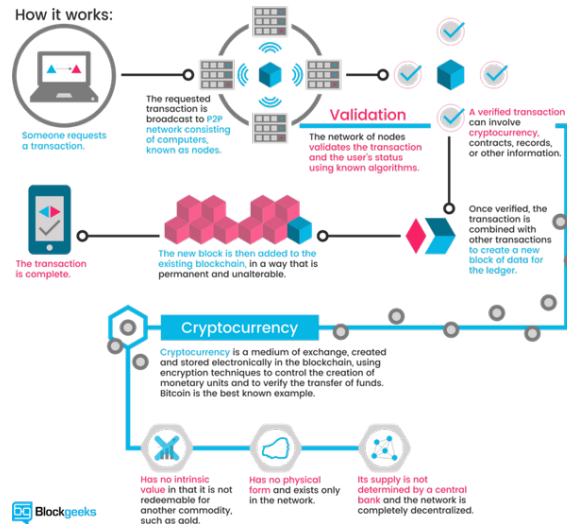 How it works:
Someone requests
a transaction.
The requested
transaction is
broadcast to P2P
network consisting
of computers,
known as nodes.
Validation
The network of nodes
validates the transaction
and the user's status
using known algorithms.
A verified transaction
can involve
cryptocurrency,
contracts, records,
or other information.
Once verified, the
transaction is
combined with
other transactions
to create a new
block of data for
the ledger.
The new block is then added to the
existing blockchain, in a way that is
permanent and unalterable.
The transaction
is complete.
Cryptocurrency
Cryptocurrency is a medium of exchange, created
and stored electronically in the blockchain, using
encryption techniques to control the creation of
monetary units and to verify the transfer of funds.
Bitcoin is the best known example.
Has no intrinsic
value in that it is not
redeemable for
another commodity,
such as gold.
Has no physical
form and exists only
in the network.
Its supply is not
determined by a central
bank and the network is
completely decentralized.
bg Blockgeeks